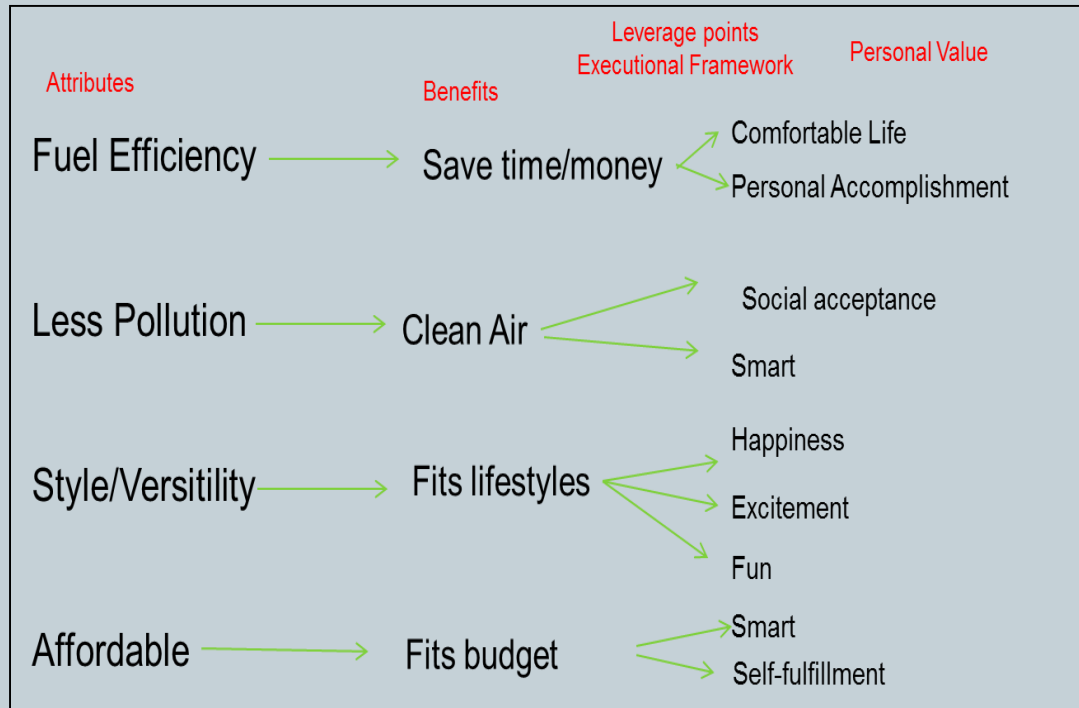 Leverage points
Executional Framework
Personal Value
Attributes
Benefits
Fuel Efficiency
Save time/money
Comfortable Life
Personal Accomplishment
Less Pollution
Clean Air
Social acceptance
Smart
Style/Versitility
Fits lifestyles
Happiness
Excitement
Fun
Affordable
Fits budget
Smart
Self-fulfillment